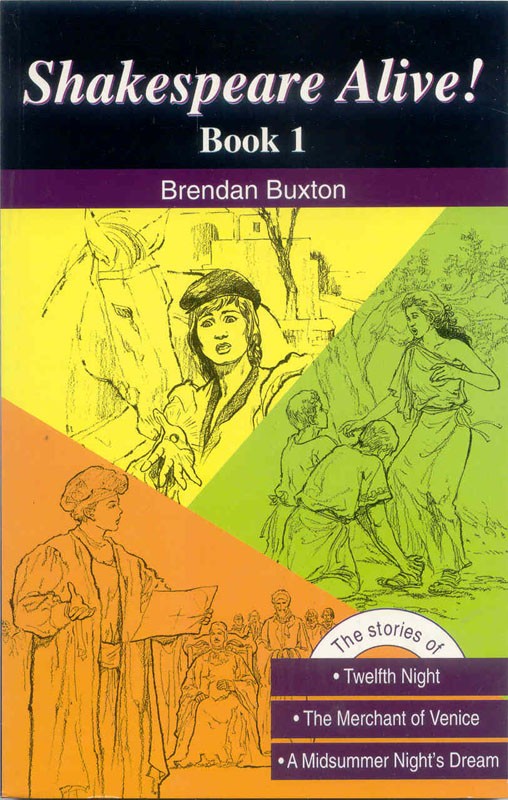 Shakespeare Alive!
Book 1
Brendan Buxton
The stories of
• Twelfth Night
• The Merchant of Venice
• A Midsummer Night's Dream